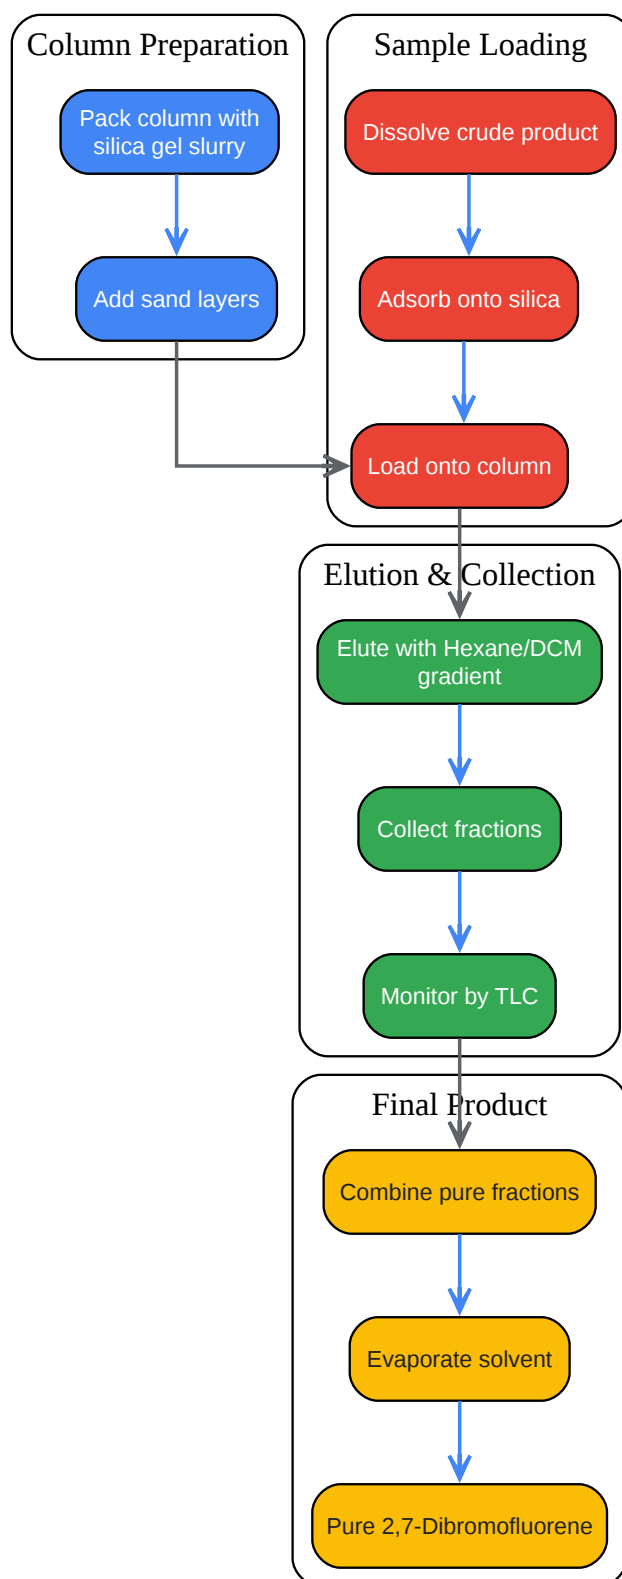 Column Preparation
Pack column with
silica gel slurry
Add sand layers
Sample Loading
Dissolve crude product
Adsorb onto silica
Load onto column
Elution & Collection
Elute with Hexane/DCM
gradient
Collect fractions
Monitor by TLC
Final Product
Combine pure fractions
Evaporate solvent
Pure 2,7-Dibromofluorene